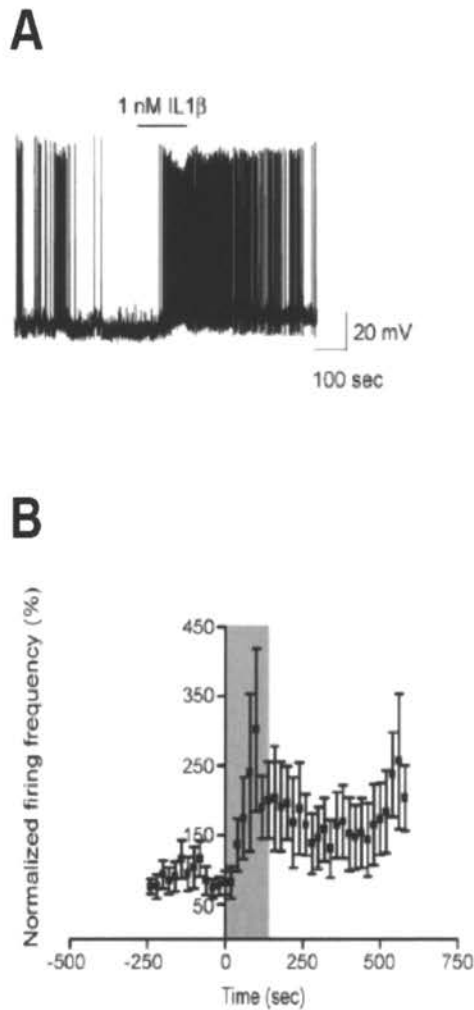 A
1 nM IL1β
20 mV
100 sec
B
Normalized firing frequency (%)
450
350
250
150
50
-500
-250
0
250
500
750
Time (sec)